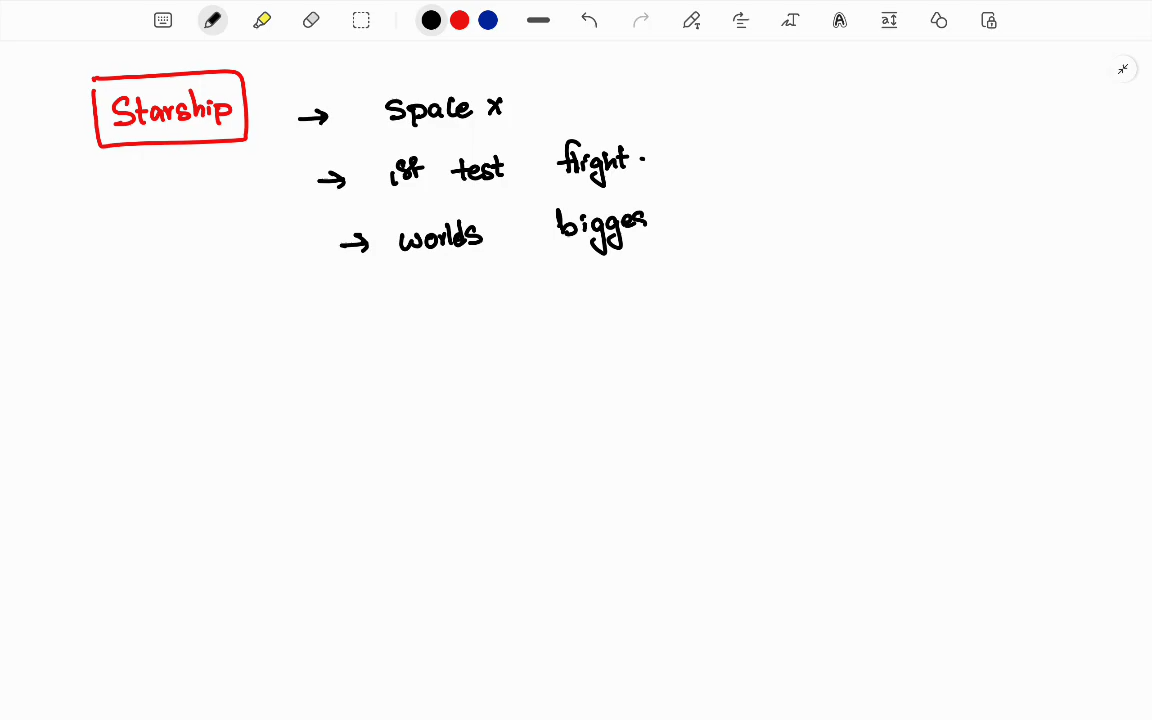 Starship → space x
→ 1st test flight.
→ worlds bigges